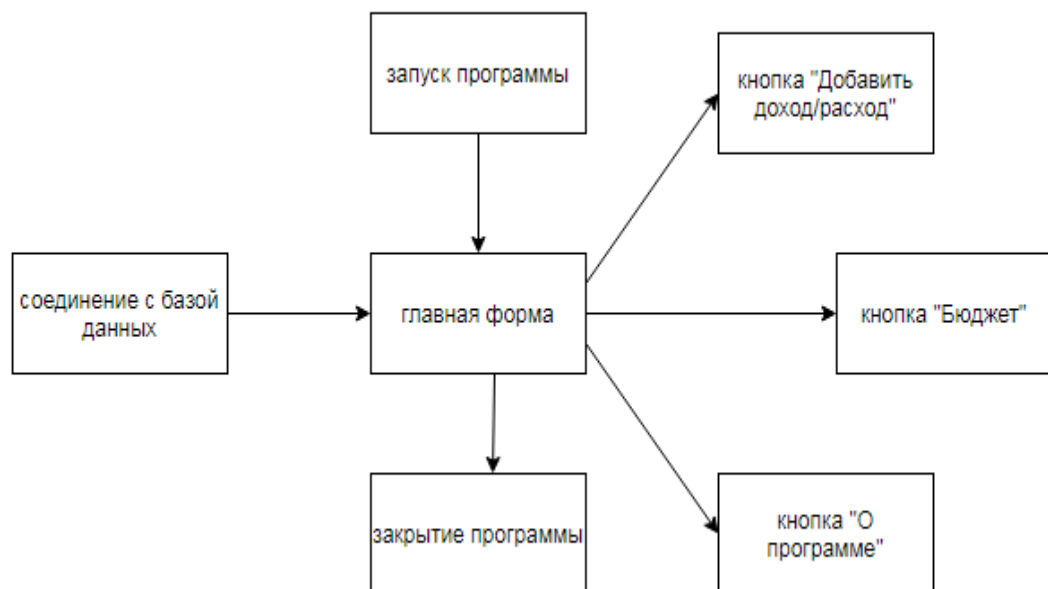 запуск программы
кнопка "Добавить
доход/расход"
соединение с базой
данных
главная форма
кнопка "Бюджет"
закрытие программы
кнопка "О
программе"